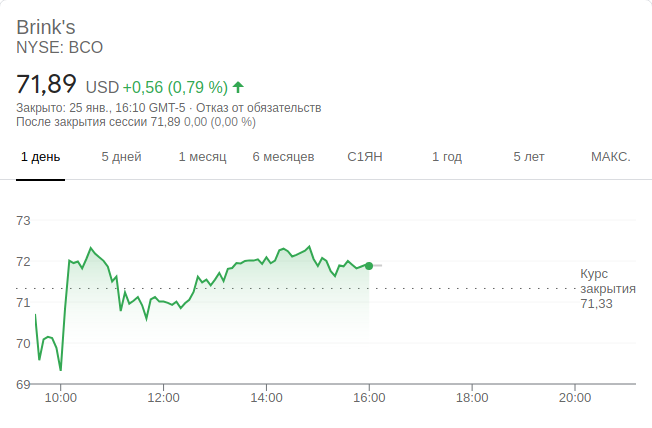 Brink's
NYSE: BCO
71,89 USD +0,56 (0,79 %)
Закрыто: 25 янв., 16:10 GMT-5 · Отказ от обязательств
После закрытия сессии 71,89 0,00 (0,00 %)
1 день 5 дней 1 месяц 6 месяцев С1ЯН 1 год 5 лет МАКС.
73
72
71
70
69
Курс
закрытия
71,33
10:00 12:00 14:00 16:00 18:00 20:00